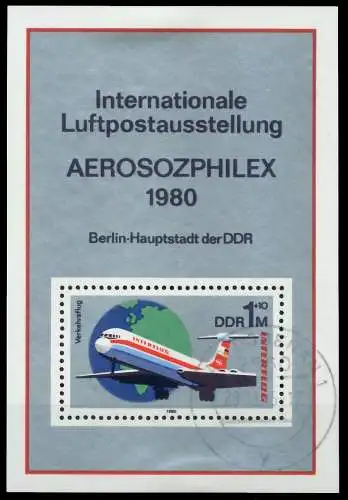 Internationale
Luftpostausstellung
AEROSOZPHILEX
1980
Berlin-Hauptstadt der DDR
Verkehrsflug
DDR 1+10 M
INTERFLUG
INTERFLUG
1980